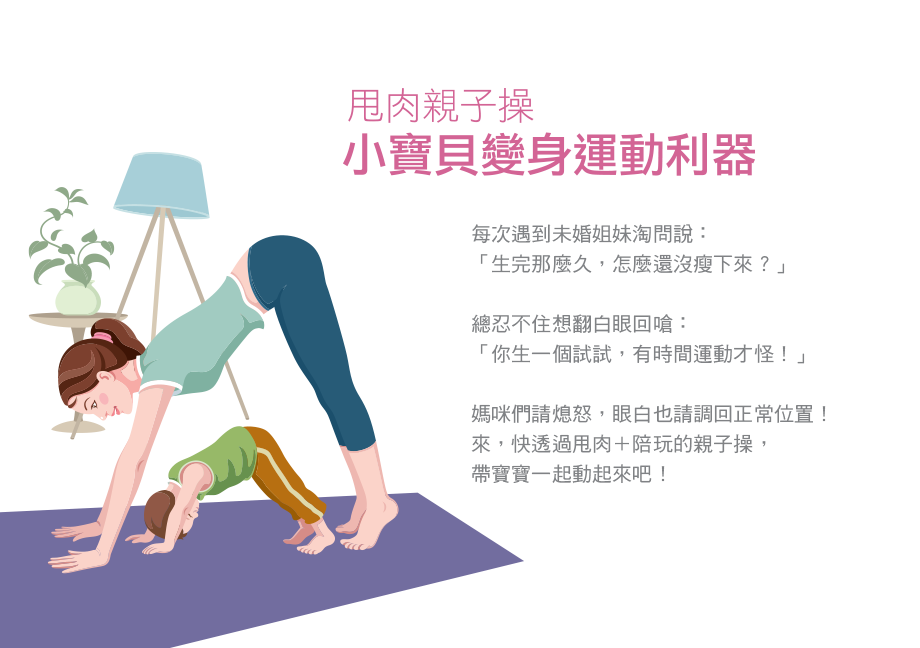 甩肉親子操
小寶貝變身運動利器
每次遇到未婚姐妹淘問說：
「生完那麼久，怎麼還沒瘦下來？」
總忍不住想翻白眼回嗆：
「你生一個試試，有時間運動才怪！」
媽咪們請熄怒，眼白也請調回正常位置！
來，快透過甩肉＋陪玩的親子操，
帶寶寶一起動起來吧！